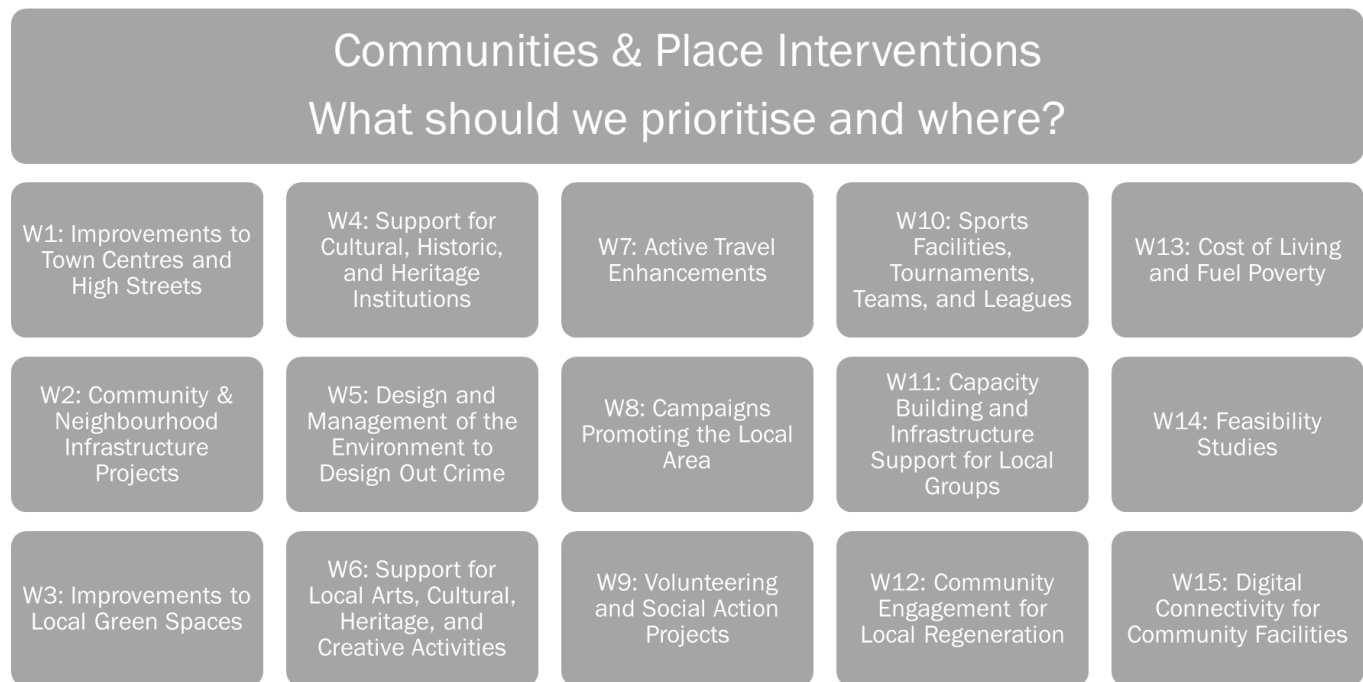 Communities & Place Interventions
What should we prioritise and where?
W1: Improvements to
Town Centres and
High Streets
W4: Support for
Cultural, Historic,
and Heritage
Institutions
W7: Active Travel
Enhancements
W10: Sports
Facilities,
Tournaments,
Teams, and Leagues
W13: Cost of Living
and Fuel Poverty
W2: Community &
Neighbourhood
Infrastructure
Projects
W5: Design and
Management of the
Environment to
Design Out Crime
W8: Campaigns
Promoting the Local
Area
W11: Capacity
Building and
Infrastructure
Support for Local
Groups
W14: Feasibility
Studies
W3: Improvements to
Local Green Spaces
W6: Support for
Local Arts, Cultural,
Heritage, and
Creative Activities
W9: Volunteering
and Social Action
Projects
W12: Community
Engagement for
Local Regeneration
W15: Digital
Connectivity for
Community Facilities